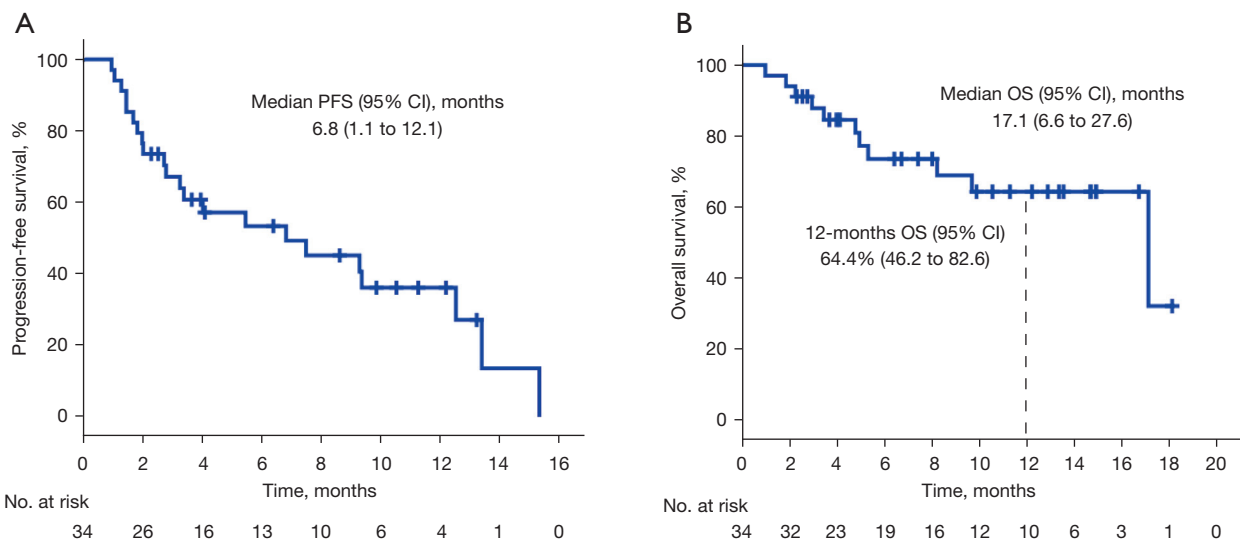 A
Progression-free survival, %
100
80
60
40
20
0
Median PFS (95% CI), months
6.8 (1.1 to 12.1)
0 2 4 6 8 10 12 14 16
Time, months
No. at risk
34 26 16 13 10 6 4 1 0
B
Overall survival, %
100
80
60
40
20
0
Median OS (95% CI), months
17.1 (6.6 to 27.6)
12-months OS (95% CI)
64.4% (46.2 to 82.6)
0 2 4 6 8 10 12 14 16 18 20
Time, months
No. at risk
34 32 23 19 16 12 10 6 3 1 0